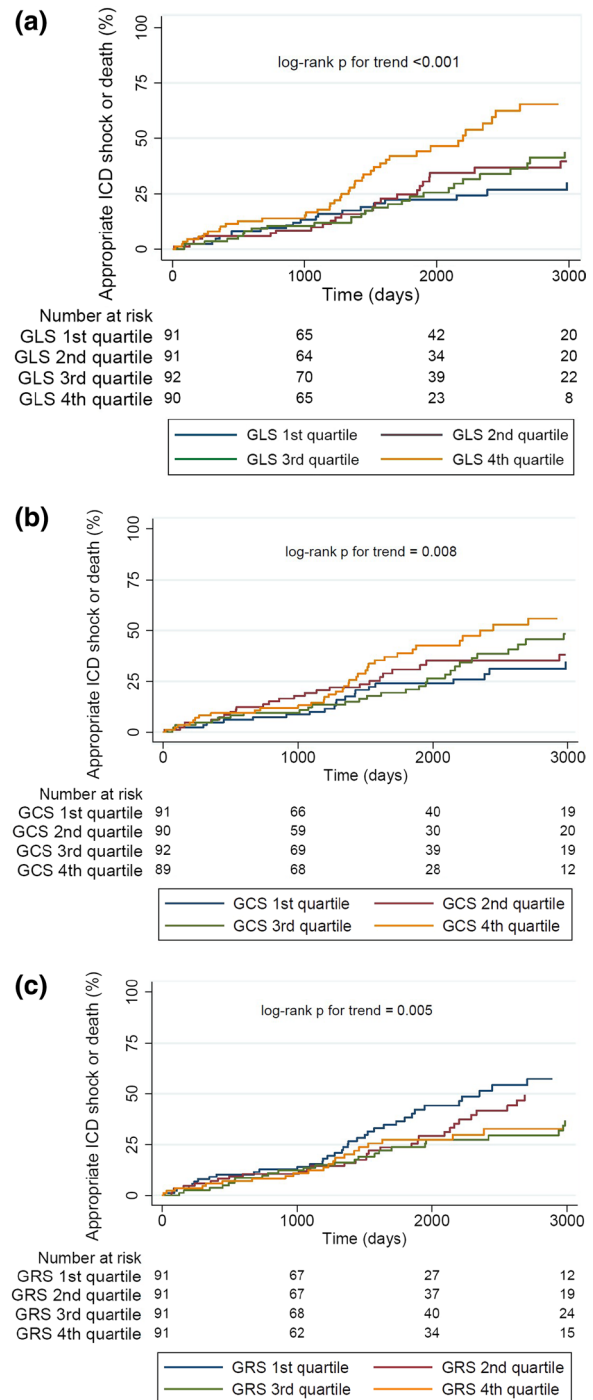 (a)
Appropriate ICD shock or death (%)
100
75
50
25
0
log-rank p for trend <0.001
0 1000 2000 3000
Time (days)
Number at risk
GLS 1st quartile 91 65 42 20
GLS 2nd quartile 91 64 34 20
GLS 3rd quartile 92 70 39 22
GLS 4th quartile 90 65 23 8
GLS 1st quartile GLS 2nd quartile
GLS 3rd quartile GLS 4th quartile
(b)
Appropriate ICD shock or death (%)
100
75
50
25
0
log-rank p for trend = 0.008
0 1000 2000 3000
Time (days)
Number at risk
GCS 1st quartile 91 66 40 19
GCS 2nd quartile 90 59 30 20
GCS 3rd quartile 92 69 39 19
GCS 4th quartile 89 68 28 12
GCS 1st quartile GCS 2nd quartile
GCS 3rd quartile GCS 4th quartile
(c)
Appropriate ICD shock or death (%)
100
75
50
25
0
log-rank p for trend = 0.005
0 1000 2000 3000
Time (days)
Number at risk
GRS 1st quartile 91 67 27 12
GRS 2nd quartile 91 67 37 19
GRS 3rd quartile 91 68 40 24
GRS 4th quartile 91 62 34 15
GRS 1st quartile GRS 2nd quartile
GRS 3rd quartile GRS 4th quartile